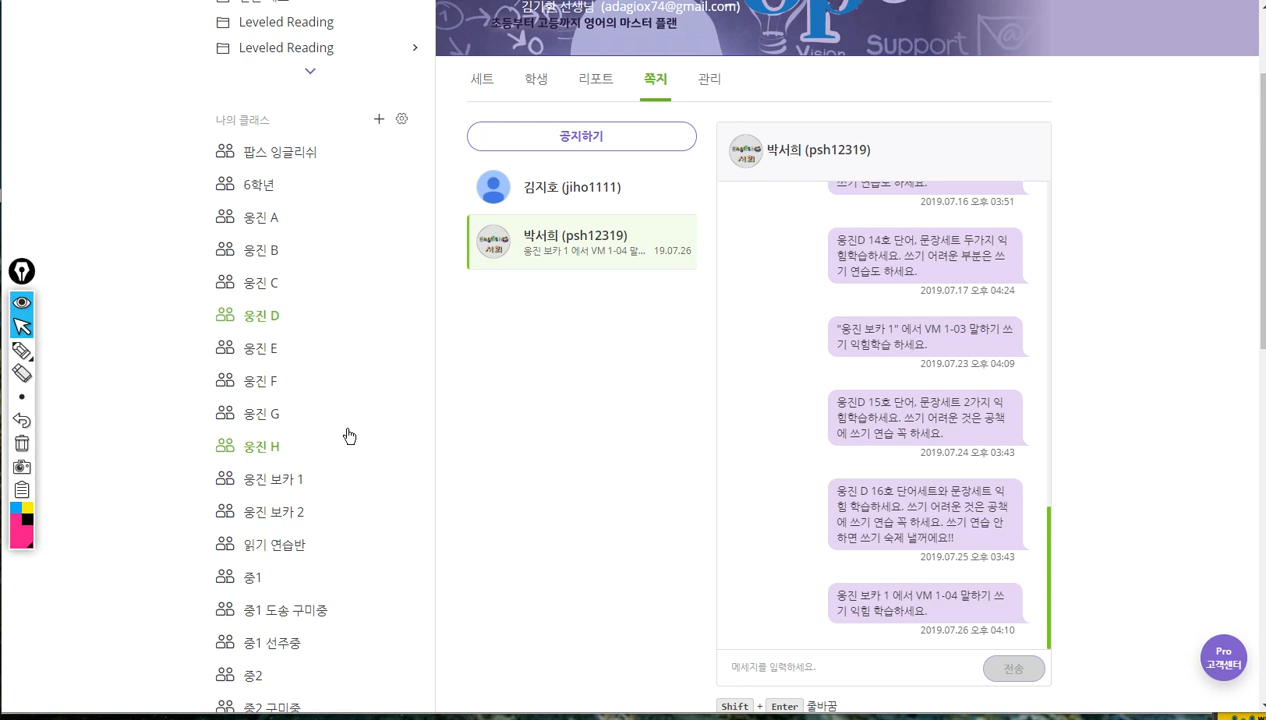 Leveled Reading
Leveled Reading
나의 클래스
팝스 잉글리쉬
6학년
웅진 A
웅진 B
웅진 C
웅진 D
웅진 E
웅진 F
웅진 G
웅진 H
웅진 보카 1
웅진 보카 2
읽기 연습반
중1
중1 도송 구미중
중1 선주중
중2
중2 구미중
김기환 선생님 (adagiox74@gmail.com)
초등부터 고등까지 영어의 마스터 플랜
Vision
Support
세트 학생 리포트 쪽지 관리
공지하기
김지호 (jiho1111)
박서희 (psh12319)
웅진 보카 1 에서 VM 1-04 말... 19.07.26
박서희 (psh12319)
쓰기 연습도 하세요.
2019.07.16 오후 03:51
웅진D 14호 단어, 문장세트 두가지 익
힘학습하세요. 쓰기 어려운 부분은 쓰
기 연습도 하세요.
2019.07.17 오후 04:24
"웅진 보카 1" 에서 VM 1-03 말하기 쓰
기 익힘학습 하세요.
2019.07.23 오후 04:09
웅진D 15호 단어, 문장세트 2가지 익
힘학습하세요. 쓰기 어려운 것은 공책
에 쓰기 연습 꼭 하세요.
2019.07.24 오후 03:43
웅진 D 16호 단어세트와 문장세트 익
힘 학습하세요. 쓰기 어려운 것은 공책
에 쓰기 연습 꼭 하세요. 쓰기 연습 안
하면 쓰기 숙제 낼꺼에요!!
2019.07.25 오후 03:43
웅진 보카 1 에서 VM 1-04 말하기 쓰
기 익힘 학습하세요.
2019.07.26 오후 04:10
메세지를 입력하세요.
전송
Shift + Enter 줄바꿈
Pro
고객센터